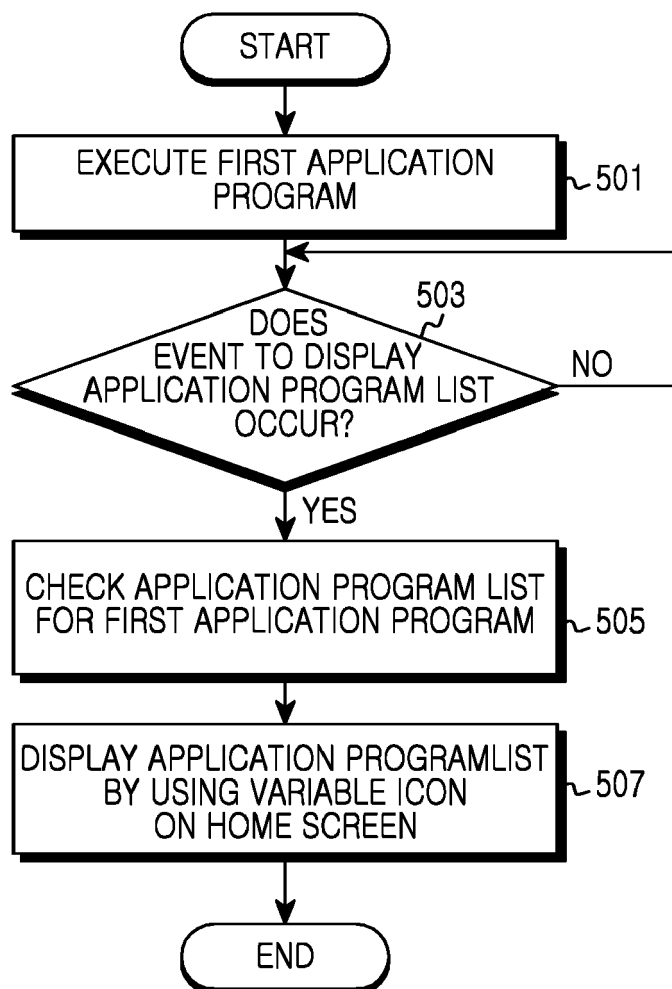 START
EXECUTE FIRST APPLICATION
PROGRAM
501
503
DOES
EVENT TO DISPLAY
APPLICATION PROGRAM LIST
OCCUR?
NO
YES
CHECK APPLICATION PROGRAM LIST
FOR FIRST APPLICATION PROGRAM
505
DISPLAY APPLICATION PROGRAMLIST
BY USING VARIABLE ICON
ON HOME SCREEN
507
END